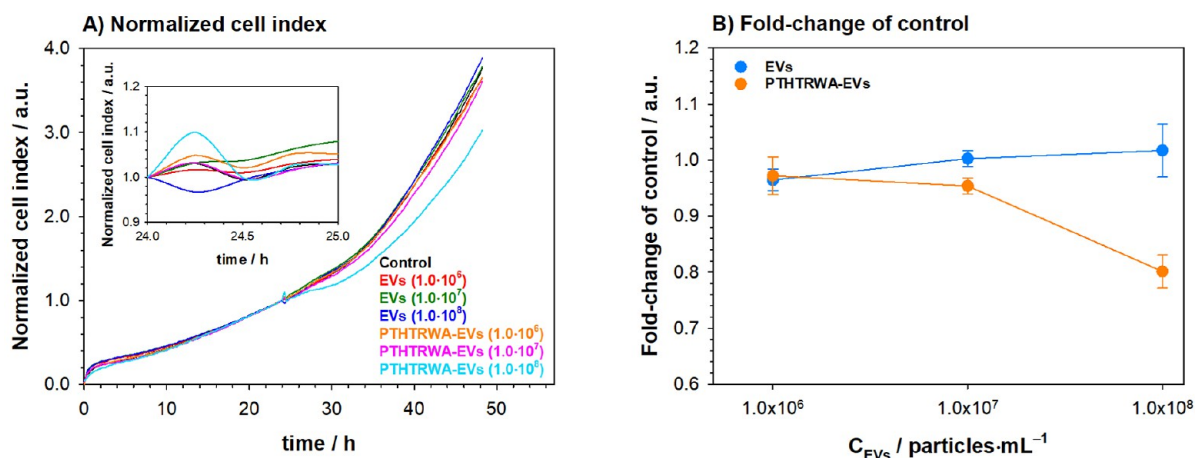 A) Normalized cell index
Normalized cell index / a.u.
4.0
3.0
2.0
1.0
0.0
0 10 20 30 40 50 60
time / h
Normalized cell index / a.u.
1.2
1.1
1.0
0.9
24.0 24.5 25.0
time / h
Control
EVs (1.0·10⁶)
EVs (1.0·10⁷)
EVs (1.0·10⁸)
PTHTRWA-EVs (1.0·10⁶)
PTHTRWA-EVs (1.0·10⁷)
PTHTRWA-EVs (1.0·10⁸)
B) Fold-change of control
Fold-change of control / a.u.
1.2
1.1
1.0
0.9
0.8
0.7
0.6
EVs
PTHTRWA-EVs
1.0x10⁶ 1.0x10⁷ 1.0x10⁸
C_EVs / particles·mL⁻¹